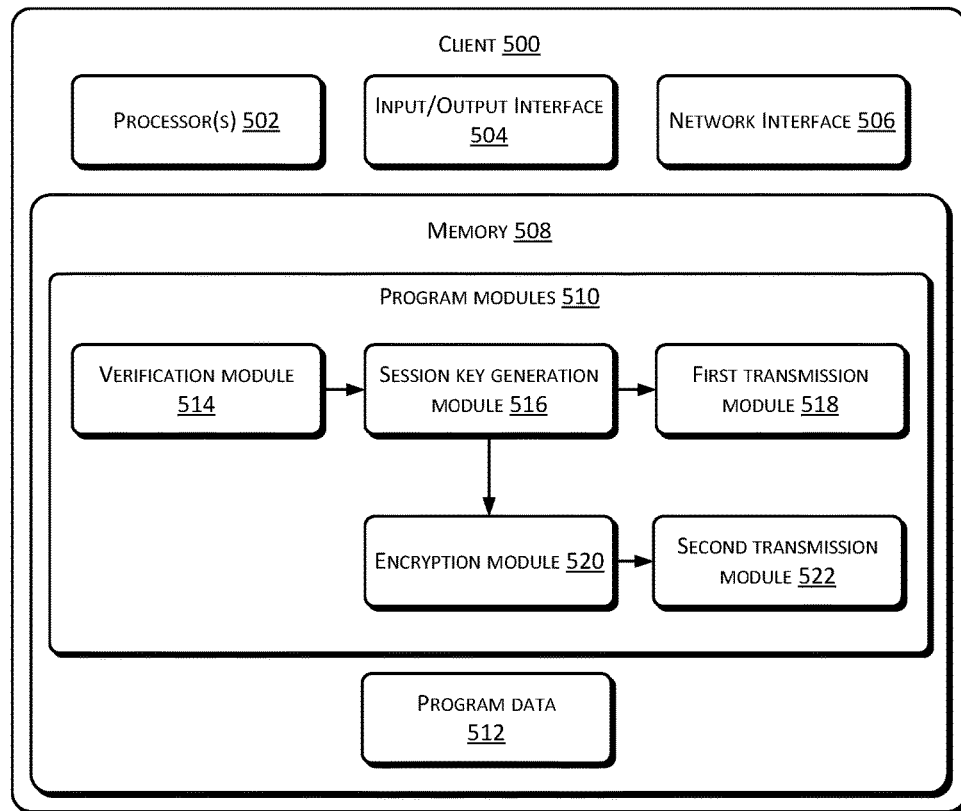 CLIENT 500
PROCESSOR(S) 502
INPUT/OUTPUT INTERFACE
504
NETWORK INTERFACE 506
MEMORY 508
PROGRAM MODULES 510
VERIFICATION MODULE
514
SESSION KEY GENERATION
MODULE 516
FIRST TRANSMISSION
MODULE 518
ENCRYPTION MODULE 520
SECOND TRANSMISSION
MODULE 522
PROGRAM DATA
512